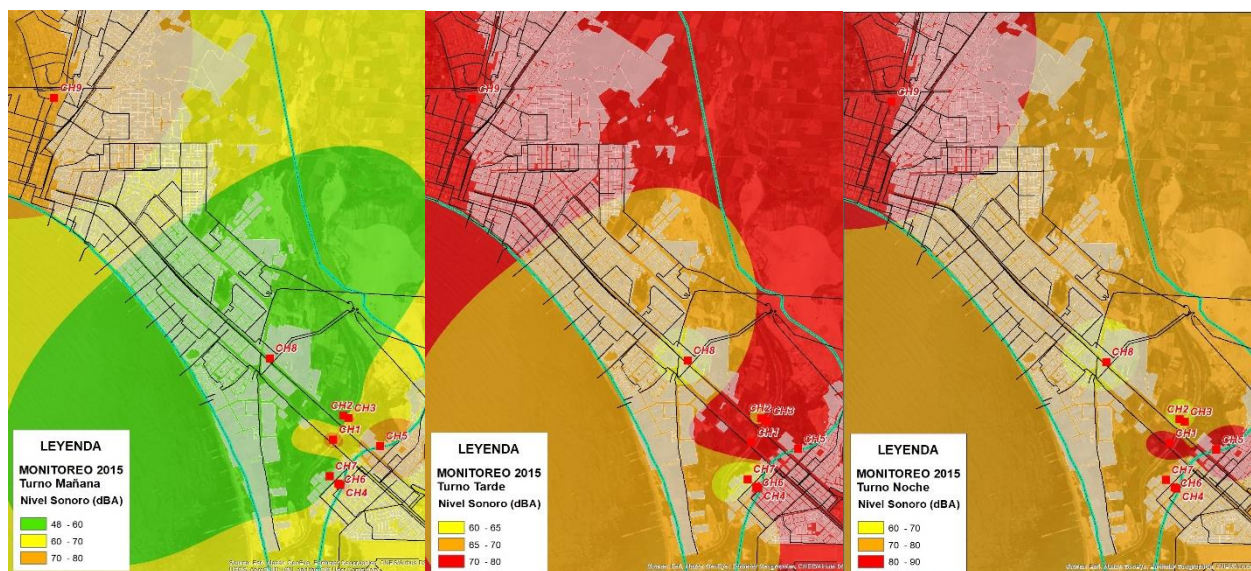 CH9
CH8
CH2
CH3
CH1
CH5
CH7
CH6
CH4
LEYENDA
MONITOREO 2015
Turno Mañana
Nivel Sonoro (dBA)
48 - 60
60 - 70
70 - 80
CH9
CH8
CH2
CH3
CH1
CH5
CH7
CH6
CH4
LEYENDA
MONITOREO 2015
Turno Tarde
Nivel Sonoro (dBA)
60 - 65
65 - 70
70 - 80
CH9
CH8
CH2
CH3
CH1
CH5
CH7
CH6
CH4
LEYENDA
MONITOREO 2015
Turno Noche
Nivel Sonoro (dBA)
60 - 70
70 - 80
80 - 90